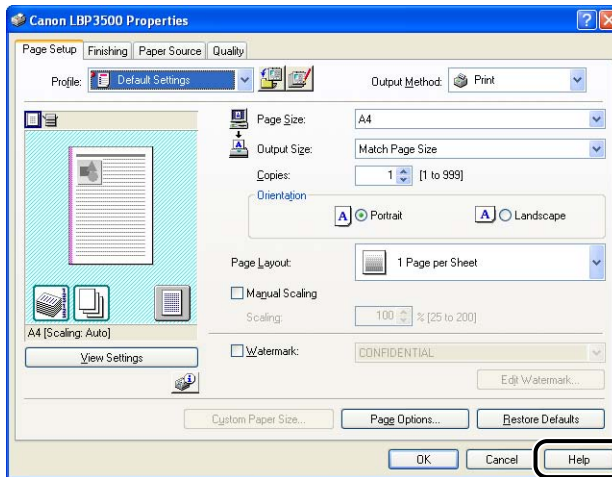 Canon LBP3500 Properties
Page Setup Finishing Paper Source Quality
Profile: Default Settings Output Method: Print
Page Size: A4
Output Size: Match Page Size
Copies: 1 [1 to 999]
Orientation
A Portrait A Landscape
Page Layout: 1 Page per Sheet
Manual Scaling
Scaling: 100 % [25 to 200]
A4 [Scaling: Auto]
View Settings
Watermark: CONFIDENTIAL
Edit Watermark...
Custom Paper Size... Page Options... Restore Defaults
OK Cancel Help